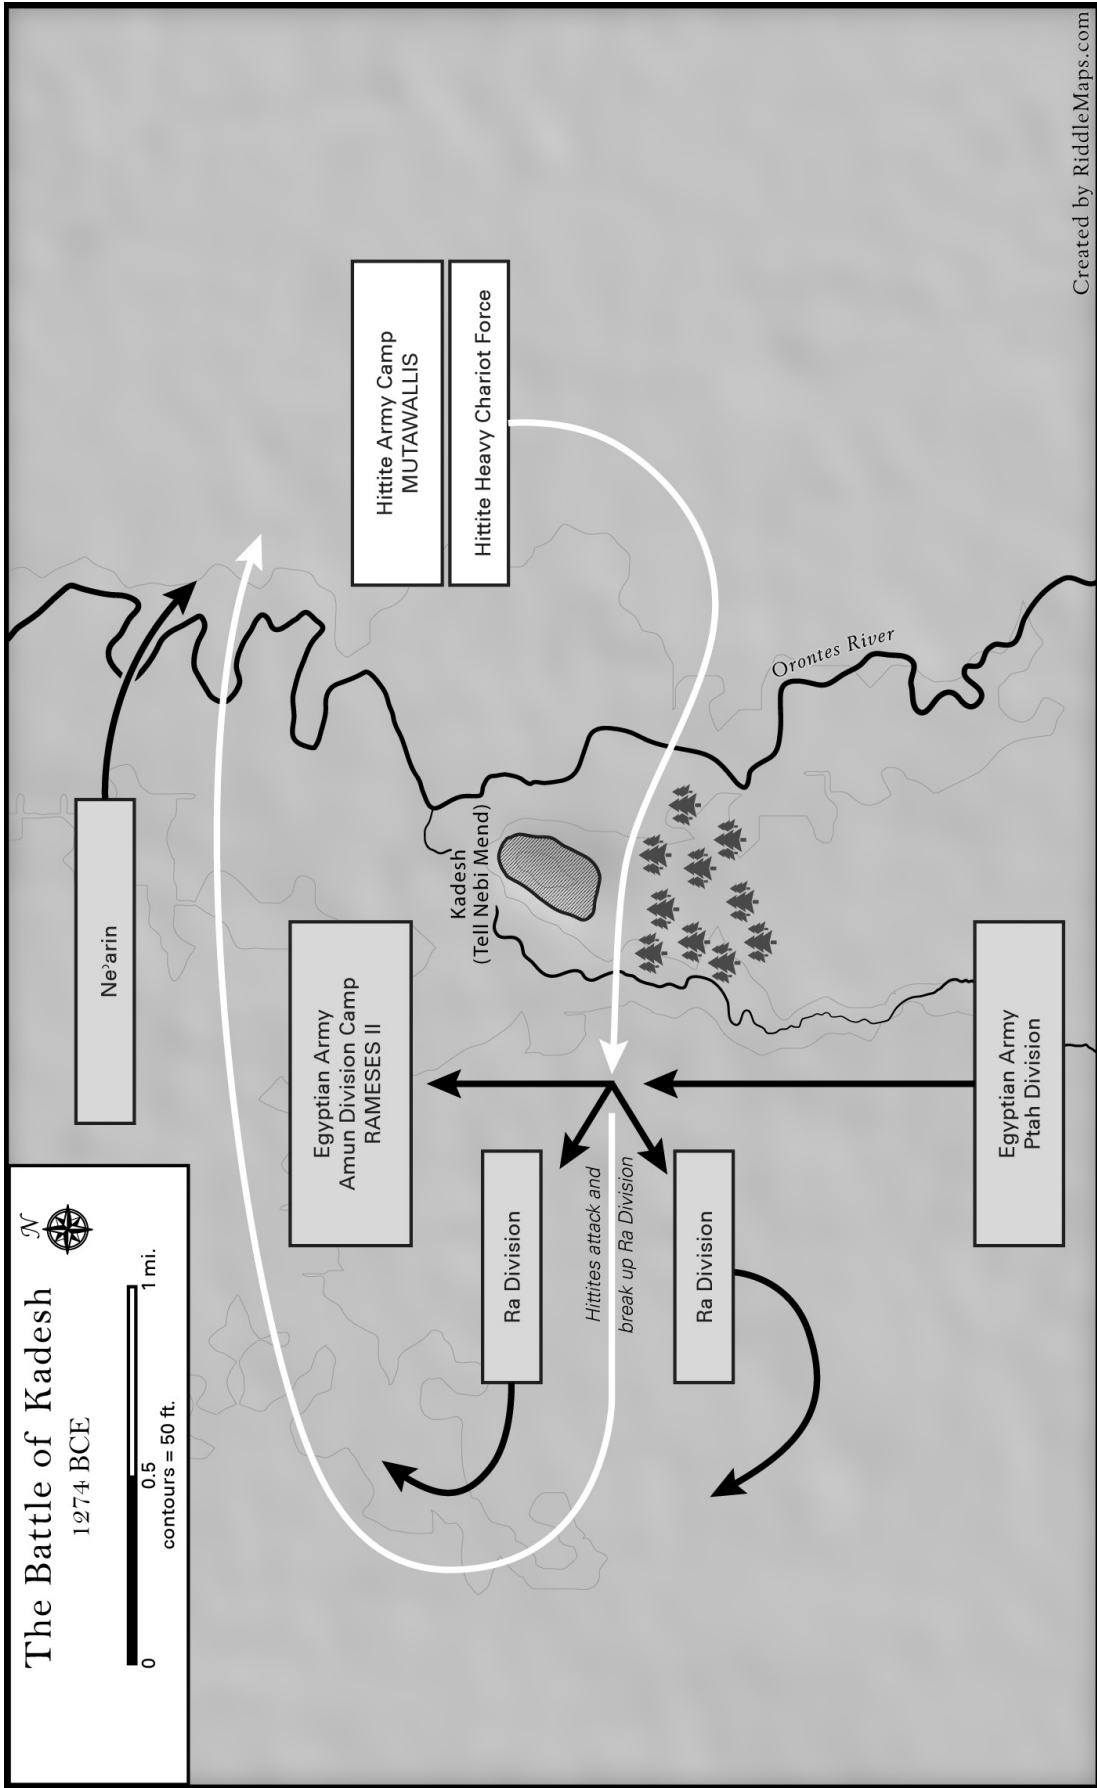 The Battle of Kadesh
1274 BCE
N
0
0.5
1 mi.
contours = 50 ft.
Ne’arin
Egyptian Army
Amun Division Camp
RAMESES II
Hittite Army Camp
MUTAWALLIS
Hittite Heavy Chariot Force
Kadesh
(Tell Nebi Mend)
Ra Division
Hittites attack and
break up Ra Division
Ra Division
Orontes River
Egyptian Army
Ptah Division
Created by RiddleMaps.com